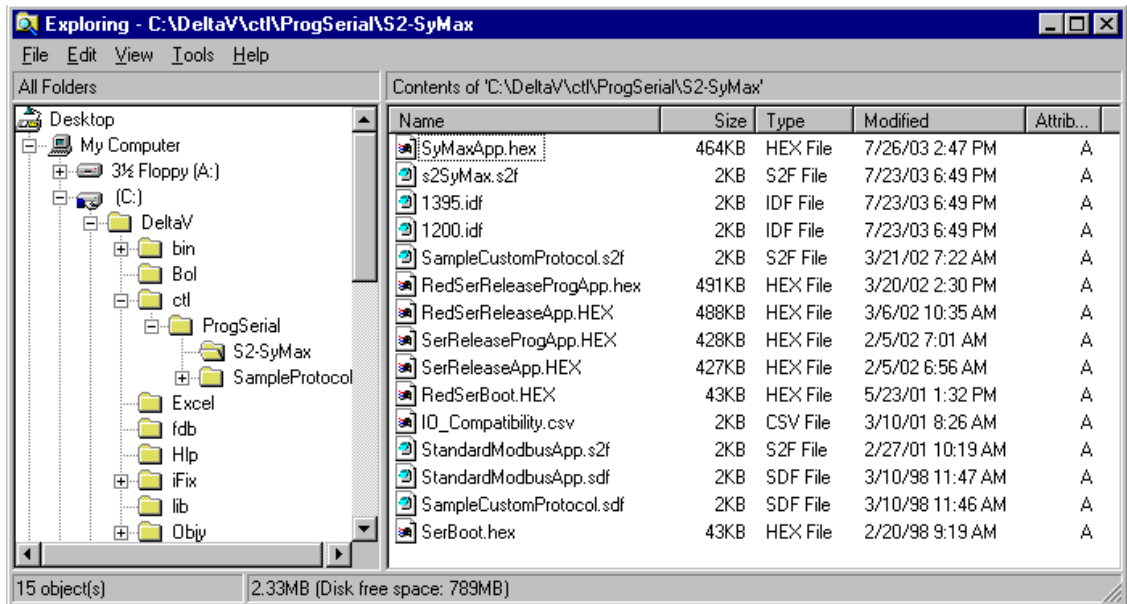 Exploring - C:\DeltaV\ctl\ProgSerial\S2-SyMax
File Edit View Tools Help
All Folders
Contents of 'C:\DeltaV\ctl\ProgSerial\S2-SyMax'
Desktop
My Computer
3½ Floppy (A:)
(C:)
DeltaV
bin
Bol
ctl
ProgSerial
S2-SyMax
SampleProtocol
Excel
fdb
Hlp
iFix
lib
Objy
Name Size Type Modified Attrib...
SyMaxApp.hex 464KB HEX File 7/26/03 2:47 PM A
s2SyMax.s2f 2KB S2F File 7/23/03 6:49 PM A
1395.idf 2KB IDF File 7/23/03 6:49 PM A
1200.idf 2KB IDF File 7/23/03 6:49 PM A
SampleCustomProtocol.s2f 2KB S2F File 3/21/02 7:22 AM A
RedSerReleaseProgApp.hex 491KB HEX File 3/20/02 2:30 PM A
RedSerReleaseApp.HEX 488KB HEX File 3/6/02 10:35 AM A
SerReleaseProgApp.HEX 428KB HEX File 2/5/02 7:01 AM A
SerReleaseApp.HEX 427KB HEX File 2/5/02 6:56 AM A
RedSerBoot.HEX 43KB HEX File 5/23/01 1:32 PM A
IO_Compatibility.csv 2KB CSV File 3/10/01 8:26 AM A
StandardModbusApp.s2f 2KB S2F File 2/27/01 10:19 AM A
StandardModbusApp.sdf 2KB SDF File 3/10/98 11:47 AM A
SampleCustomProtocol.sdf 2KB SDF File 3/10/98 11:46 AM A
SerBoot.hex 43KB HEX File 2/20/98 9:19 AM A
15 object(s)
2.33MB (Disk free space: 789MB)